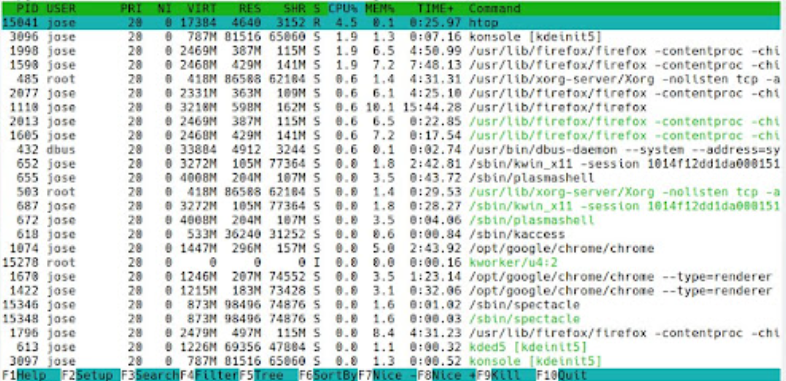 PID USER PRI NI VIRT RES SHR S CPU% MEM% TIME+ Command
15041 jose 20 0 17384 4640 3152 R 4.5 0.1 0:25.97 htop
3096 jose 20 0 787M 81516 65060 S 1.9 1.3 0:07.16 konsole [kdeinit5]
1998 jose 20 0 2469M 387M 115M S 1.9 6.5 4:50.99 /usr/lib/firefox/firefox -contentproc -chi
1590 jose 20 0 2468M 429M 141M S 1.3 7.2 7:48.13 /usr/lib/firefox/firefox -contentproc -chi
485 root 20 0 418M 86508 62104 S 0.6 1.4 4:31.31 /usr/lib/xorg-server/Xorg -nolisten tcp -a
2077 jose 20 0 2331M 363M 109M S 0.6 6.1 4:25.10 /usr/lib/firefox/firefox -contentproc -chi
1110 jose 20 0 3210M 598M 162M S 0.6 10.1 15:44.28 /usr/lib/firefox/firefox
2013 jose 20 0 2469M 387M 115M S 0.6 6.5 0:22.85 /usr/lib/firefox/firefox -contentproc -chi
1605 jose 20 0 2468M 429M 141M S 0.6 7.2 0:17.54 /usr/lib/firefox/firefox -contentproc -chi
432 dbus 20 0 33884 4912 3244 S 0.6 0.1 0:02.74 /usr/bin/dbus-daemon --system --address=sy
652 jose 20 0 3272M 105M 77364 S 0.0 1.8 2:42.81 /sbin/kwin_x11 -session 1014f12dd1da000151
655 jose 20 0 4008M 204M 107M S 0.0 3.5 0:43.72 /sbin/plasmashell
503 root 20 0 418M 86508 62104 S 0.0 1.4 0:29.53 /usr/lib/xorg-server/Xorg -nolisten tcp -a
687 jose 20 0 3272M 105M 77364 S 0.0 1.8 0:28.27 /sbin/kwin_x11 -session 1014f12dd1da000151
672 jose 20 0 4008M 204M 107M S 0.0 3.5 0:04.06 /sbin/plasmashell
618 jose 20 0 533M 36240 31252 S 0.0 0.6 0:00.84 /sbin/kaccess
1074 jose 20 0 1447M 296M 157M S 0.0 5.0 2:43.92 /opt/google/chrome/chrome
15278 root 20 0 0 0 0 I 0.0 0.0 0:00.16 kworker/u4:2
1670 jose 20 0 1246M 207M 74552 S 0.0 3.5 1:23.14 /opt/google/chrome/chrome --type=renderer
1422 jose 20 0 1215M 183M 73428 S 0.0 3.1 0:32.06 /opt/google/chrome/chrome --type=renderer
15346 jose 20 0 873M 98496 74876 S 0.0 1.6 0:01.02 /sbin/spectacle
15348 jose 20 0 873M 98496 74876 S 0.0 1.6 0:00.03 /sbin/spectacle
1796 jose 20 0 2479M 497M 115M S 0.0 8.4 4:31.23 /usr/lib/firefox/firefox -contentproc -chi
613 jose 20 0 1226M 69356 47804 S 0.0 1.1 0:00.32 kded5 [kdeinit5]
3097 jose 20 0 787M 81516 65060 S 0.0 1.3 0:00.52 konsole [kdeinit5]
F1Help F2Setup F3SearchF4FilterF5Tree F6SortByF7Nice -F8Nice +F9Kill F10Quit